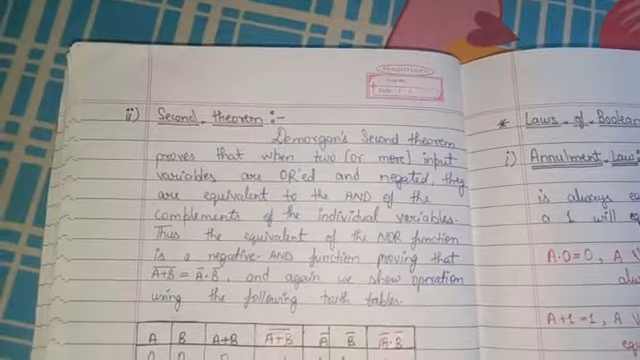 ii) Second theorem :-
Demorgan's Second theorem
proves that when two (or more) input
variables are OR'ed and negated, they
are equivalent to the AND of the
complements of the individual variables.
Thus the equivalent of the NOR function
is a negative-AND function proving that
A̅+̅B̅ = A̅·B̅, and again we show operation
using the following truth tables.
A B A+B A̅+̅B̅ A̅ B̅ A̅·B̅
0 0 0
* Laws of Boolean
i) Annulment Law
is always
a 1 will
A·0=0, A
A+1=1, A